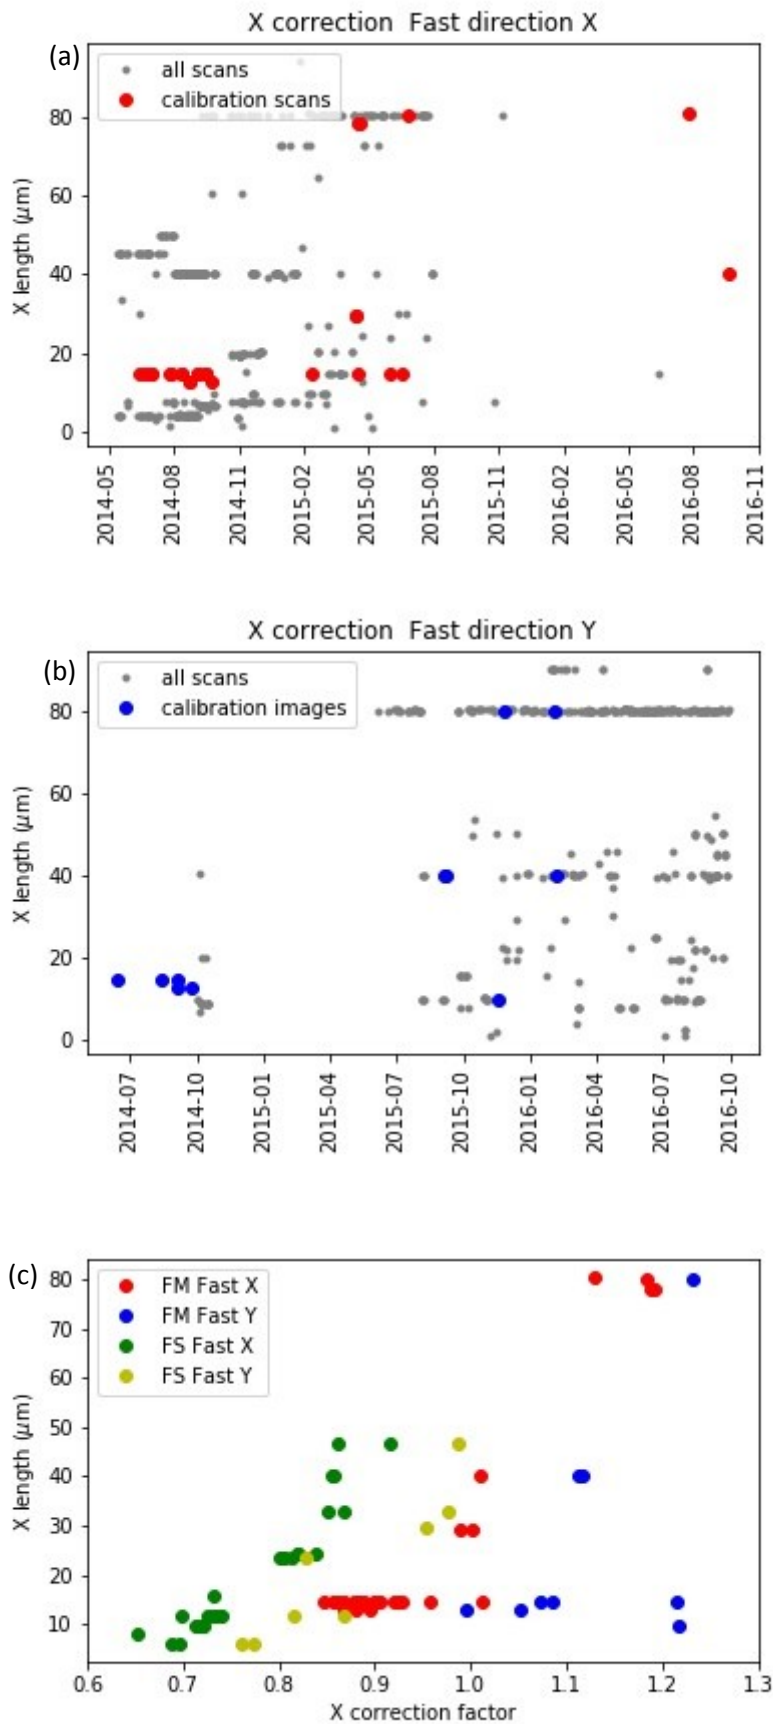 X correction  Fast direction X
(a)
all scans
calibration scans
X length (μm)
80
60
40
20
0
2014-05
2014-08
2014-11
2015-02
2015-05
2015-08
2015-11
2016-02
2016-05
2016-08
2016-11
X correction  Fast direction Y
(b)
all scans
calibration images
X length (μm)
80
60
40
20
0
2014-07
2014-10
2015-01
2015-04
2015-07
2015-10
2016-01
2016-04
2016-07
2016-10
(c)
FM Fast X
FM Fast Y
FS Fast X
FS Fast Y
X length (μm)
80
70
60
50
40
30
20
10
0.6
0.7
0.8
0.9
1.0
1.1
1.2
1.3
X correction factor